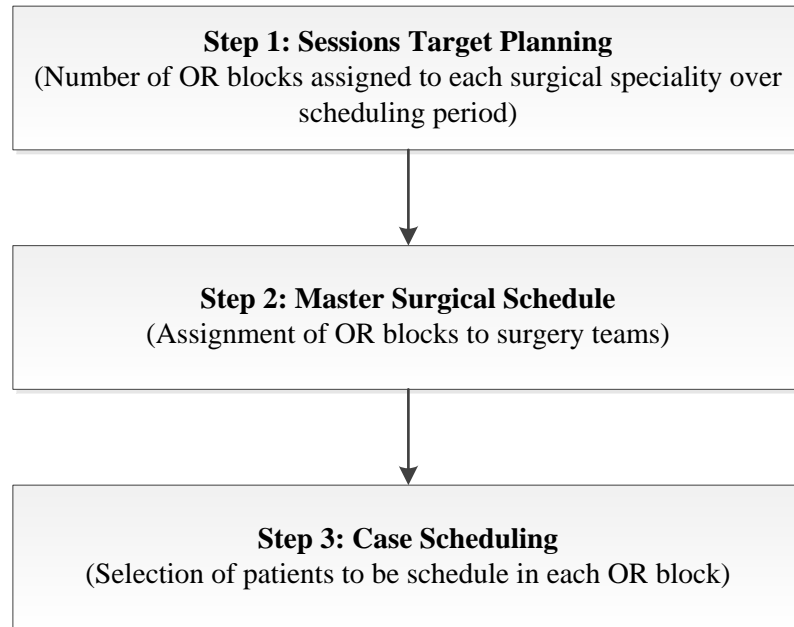 Step 1: Sessions Target Planning
(Number of OR blocks assigned to each surgical speciality over
scheduling period)
Step 2: Master Surgical Schedule
(Assignment of OR blocks to surgery teams)
Step 3: Case Scheduling
(Selection of patients to be schedule in each OR block)